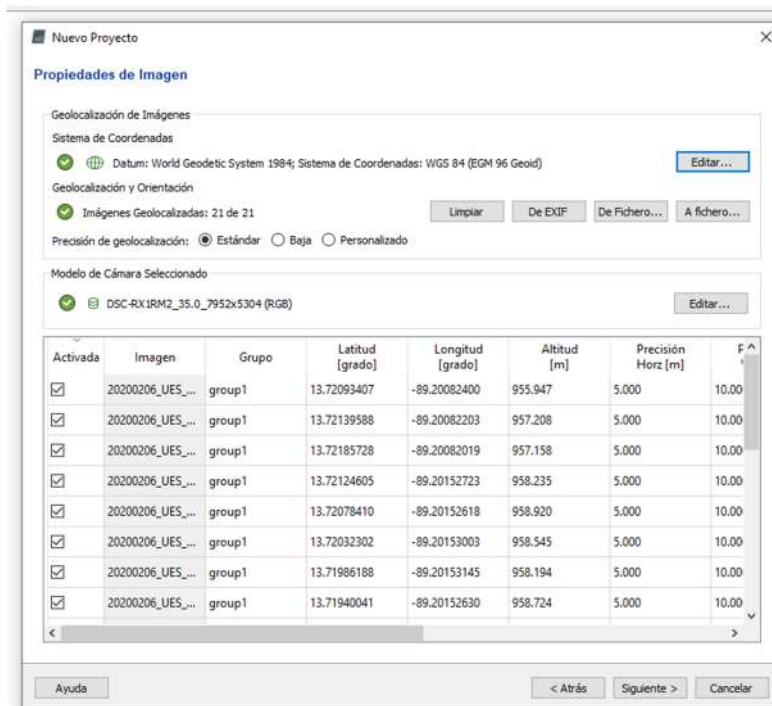 Nuevo Proyecto
Propiedades de Imagen
Geolocalización de Imágenes
Sistema de Coordenadas
Datum: World Geodetic System 1984; Sistema de Coordenadas: WGS 84 (EGM 96 Geoid) Editar...
Geolocalización y Orientación
Imágenes Geolocalizadas: 21 de 21 Limpiar De EXIF De Fichero... A fichero...
Precisión de geolocalización: Estándar Baja Personalizado
Modelo de Cámara Seleccionado
DSC-RX1RM2_35.0_7952x5304 (RGB) Editar...
Activada Imagen Grupo Latitud [grado] Longitud [grado] Altitud [m] Precisión Horz [m]
20200206_UES_... group1 13.72093407 -89.20082400 955.947 5.000 10.00
20200206_UES_... group1 13.72139588 -89.20082203 957.208 5.000 10.00
20200206_UES_... group1 13.72185728 -89.20082019 957.158 5.000 10.00
20200206_UES_... group1 13.72124605 -89.20152723 958.235 5.000 10.00
20200206_UES_... group1 13.72078410 -89.20152618 958.920 5.000 10.00
20200206_UES_... group1 13.72032302 -89.20153003 958.545 5.000 10.00
20200206_UES_... group1 13.71986188 -89.20153145 958.194 5.000 10.00
20200206_UES_... group1 13.71940041 -89.20152630 958.724 5.000 10.00
Ayuda < Atrás Siguiente > Cancelar